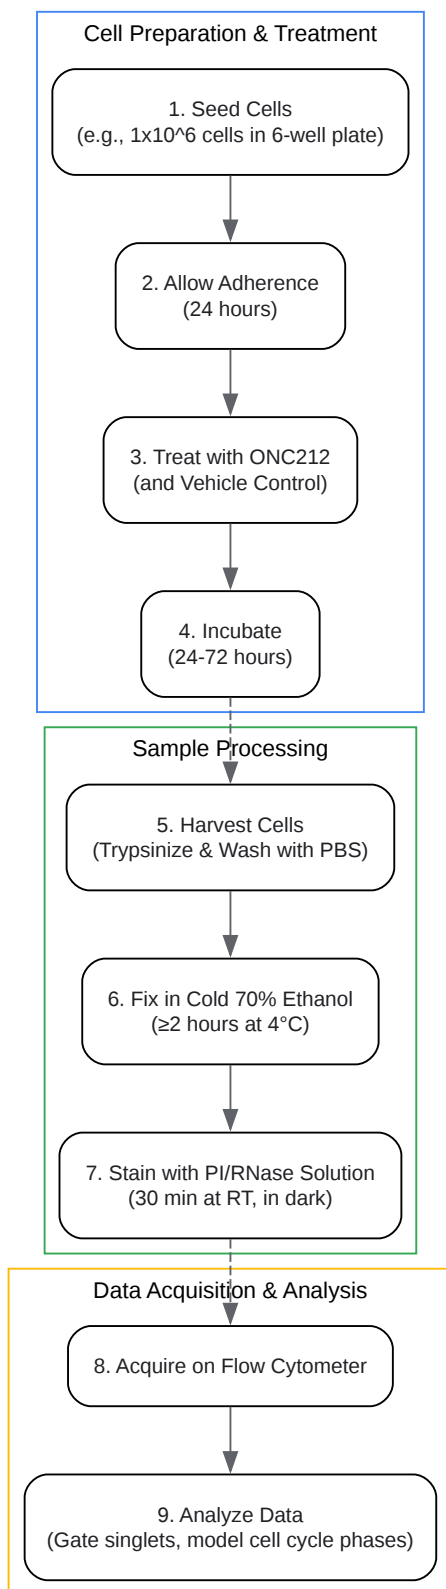 Cell Preparation & Treatment
1. Seed Cells
(e.g., 1x10^6 cells in 6-well plate)
2. Allow Adherence
(24 hours)
3. Treat with ONC212
(and Vehicle Control)
4. Incubate
(24-72 hours)
Sample Processing
5. Harvest Cells
(Trypsinize & Wash with PBS)
6. Fix in Cold 70% Ethanol
(≥2 hours at 4°C)
7. Stain with PI/RNase Solution
(30 min at RT, in dark)
Data Acquisition & Analysis
8. Acquire on Flow Cytometer
9. Analyze Data
(Gate singlets, model cell cycle phases)